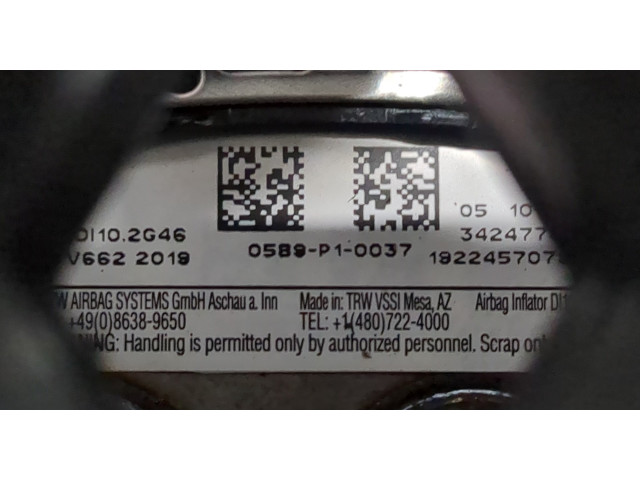 05 10
DI10.2G46 0589-P1-0037 342477
V662 2019 192245707
AIRBAG SYSTEMS GmbH Aschau a. Inn Made in: TRW VSSI Mesa, AZ Airbag Inflator DI1
+49(0)8638-9650 TEL: +1(480)722-4000
NING: Handling is permitted only by authorized personnel. Scrap on